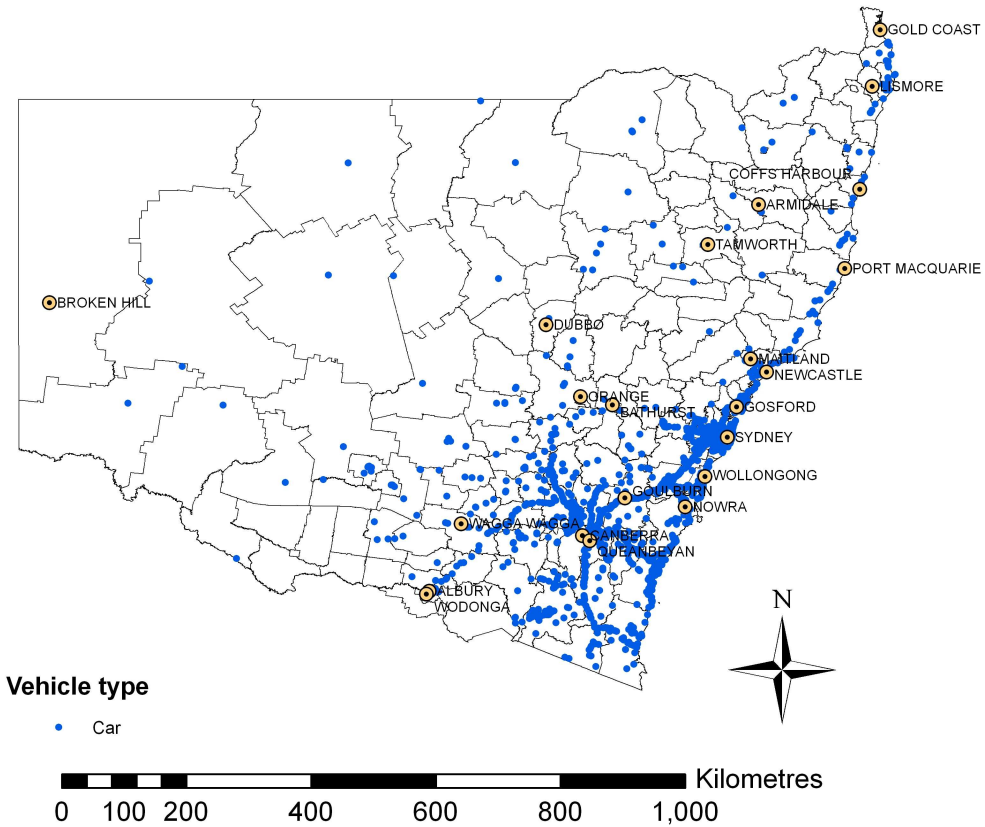 GOLD COAST
LISMORE
COFFS HARBOUR
ARMIDALE
TAMWORTH
PORT MACQUARIE
BROKEN HILL
DUBBO
MAITLAND
NEWCASTLE
ORANGE
BATHURST
GOSFORD
SYDNEY
WOLLONGONG
GOULBURN
NOWRA
WAGGA WAGGA
CANBERRA
QUEANBEYAN
ALBURY
WODONGA
N
Vehicle type
Car
Kilometres
0 100 200 400 600 800 1,000